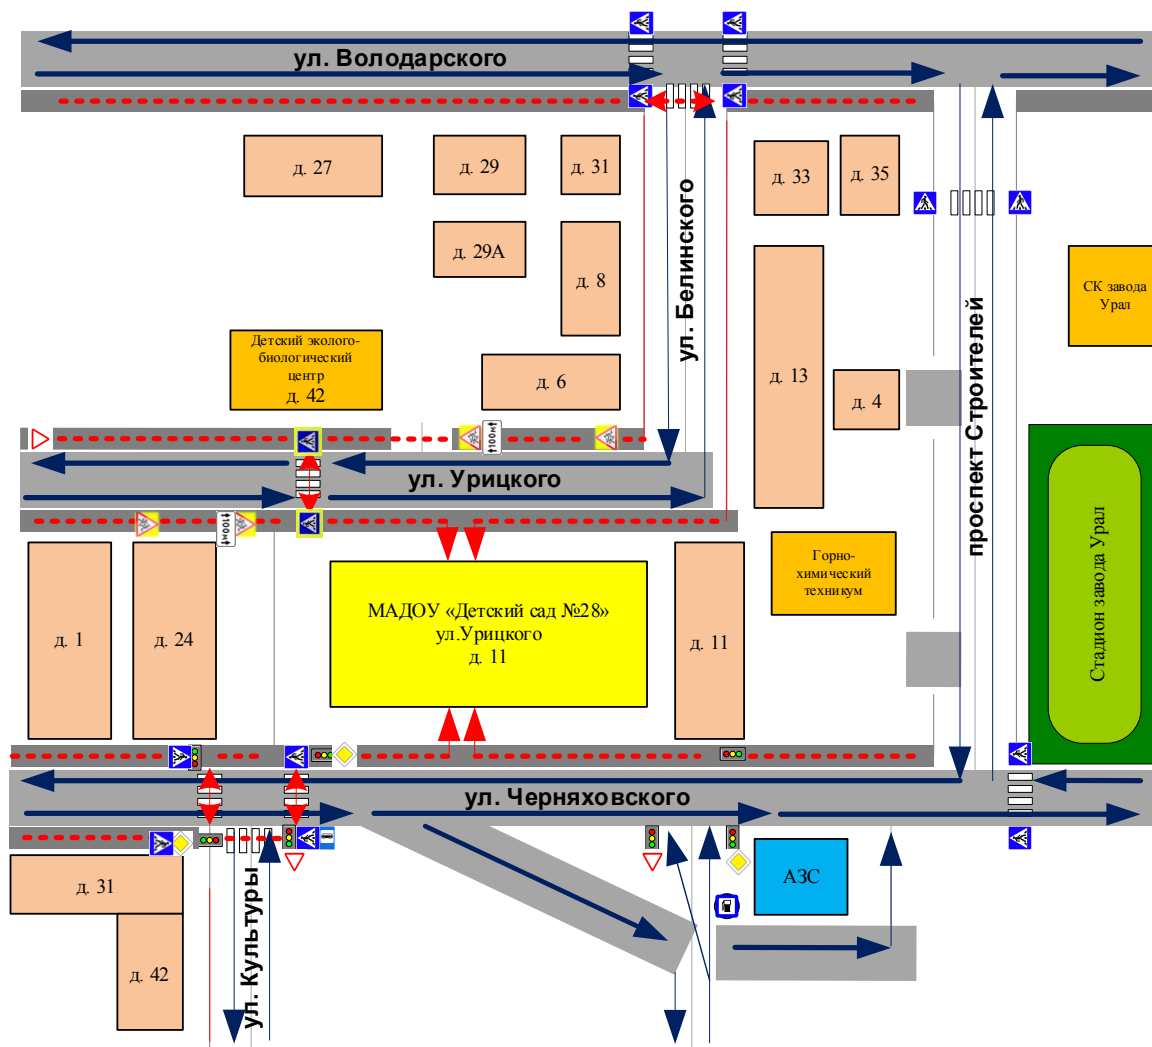 ул. Володарского
д. 27
д. 29
д. 31
д. 33
д. 35
д. 29А
д. 8
ул. Белинского
СК завода
Урал
проспект Строителей
Детский эколого-
биологический
центр
д. 42
д. 6
д. 13
д. 4
100м
ул. Урицкого
100м
Стадион завода Урал
Горно-
химический
техникум
д. 1
д. 24
МАДОУ «Детский сад №28»
ул.Урицкого
д. 11
д. 11
ул. Черняховского
д. 31
АЗС
ул. Культуры
д. 42